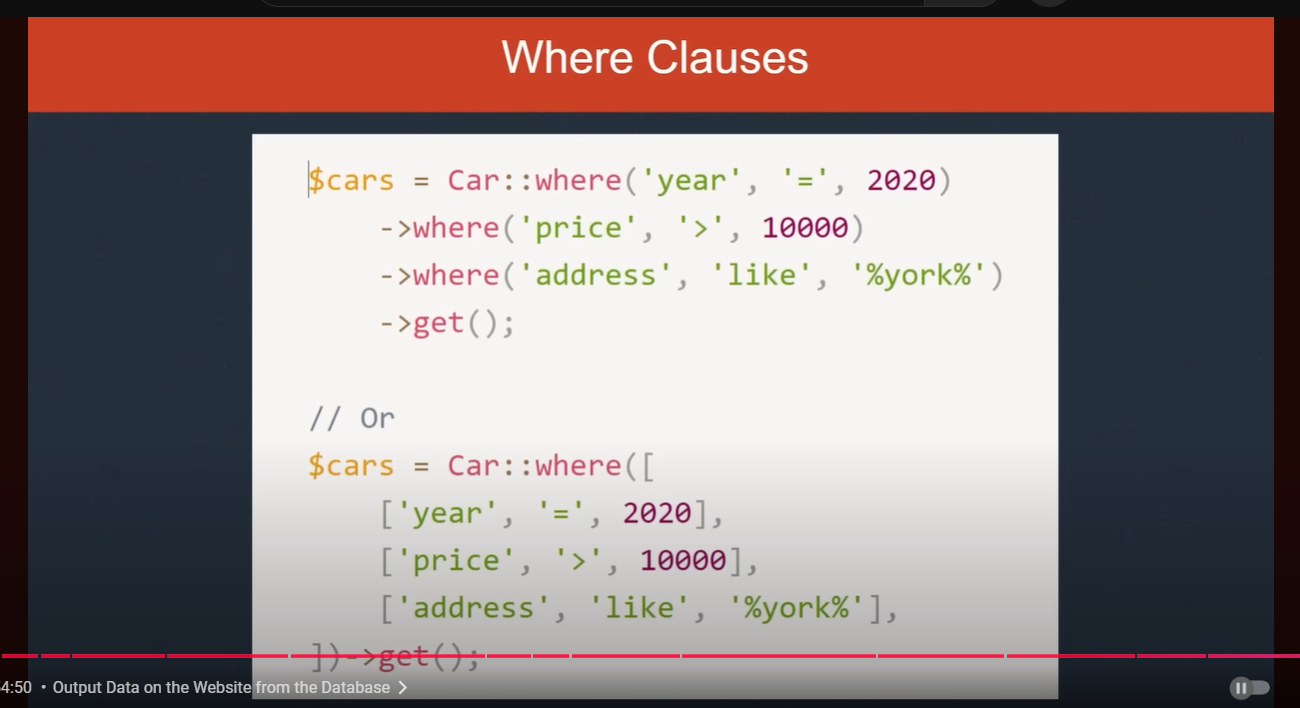 Where Clauses
$cars = Car::where('year', '=', 2020)
->where('price', '>', 10000)
->where('address', 'like', '%york%')
->get();
// Or
$cars = Car::where([
['year', '=', 2020],
['price', '>', 10000],
['address', 'like', '%york%'],
])->get();
4:50 • Output Data on the Website from the Database